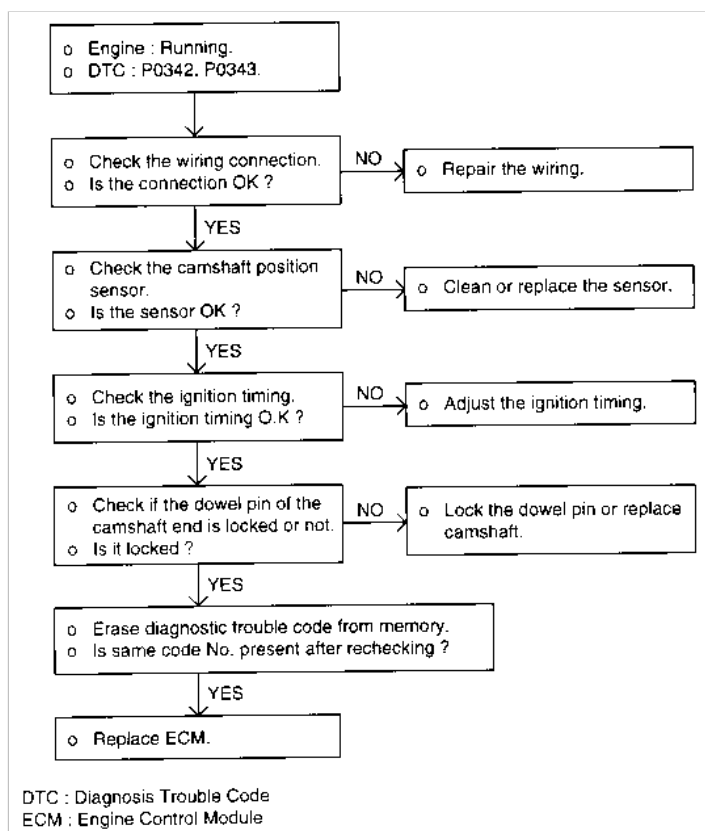 o Engine : Running.
o DTC : P0342, P0343.
o Check the wiring connection.
o Is the connection OK ?
NO
o Repair the wiring.
YES
o Check the camshaft position
sensor.
o Is the sensor OK ?
NO
o Clean or replace the sensor.
YES
o Check the ignition timing.
o Is the ignition timing O.K ?
NO
o Adjust the ignition timing.
YES
o Check if the dowel pin of the
camshaft end is locked or not.
o Is it locked ?
NO
o Lock the dowel pin or replace
camshaft.
YES
o Erase diagnostic trouble code from memory.
o Is same code No. present after rechecking ?
YES
o Replace ECM.
DTC : Diagnosis Trouble Code
ECM : Engine Control Module